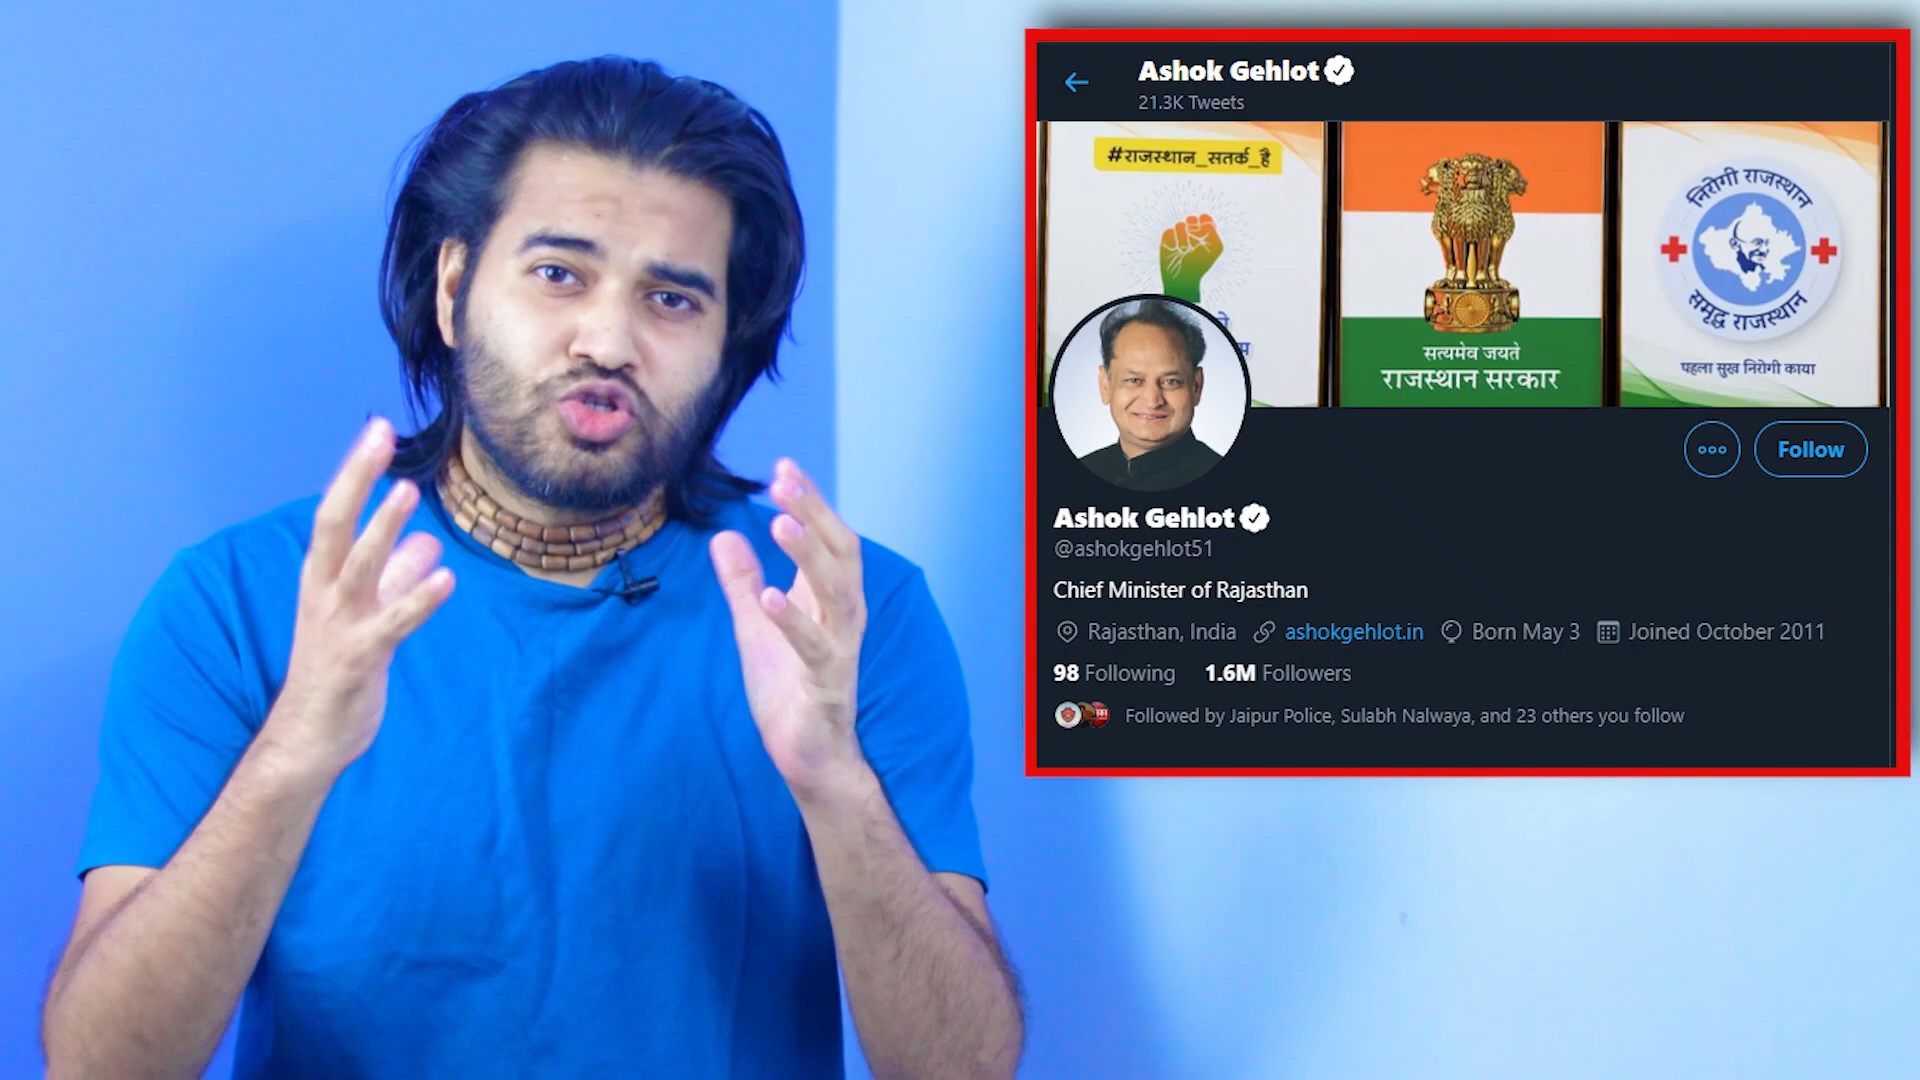 Ashok Gehlot
21.3K Tweets
#राजस्थान_सतर्क_है
सत्यमेव जयते
राजस्थान सरकार
निरोगी राजस्थान
समृद्ध राजस्थान
पहला सुख निरोगी काया
Follow
Ashok Gehlot
@ashokgehlot51
Chief Minister of Rajasthan
Rajasthan, India ashokgehlot.in Born May 3 Joined October 2011
98 Following 1.6M Followers
Followed by Jaipur Police, Sulabh Nalwaya, and 23 others you follow